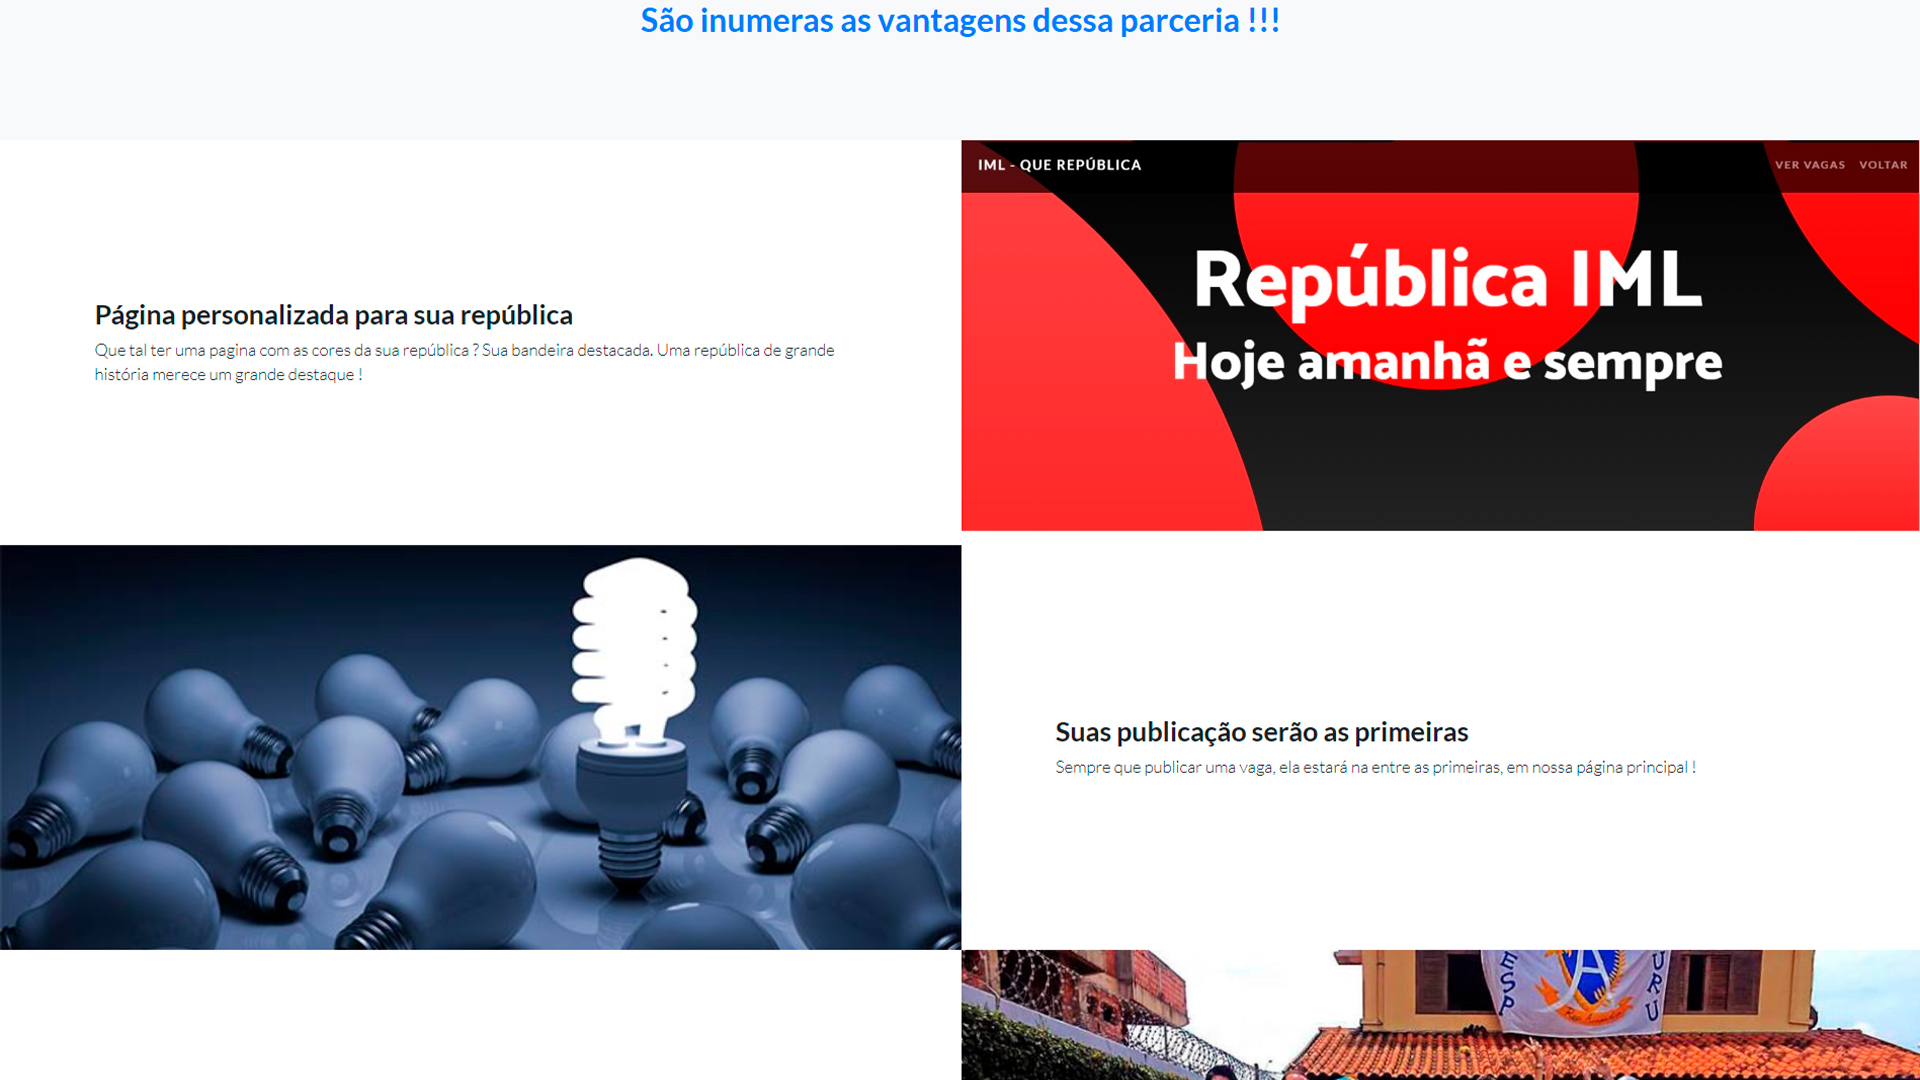 São inumeras as vantagens dessa parceria !!!
IML - QUE REPÚBLICA
VER VAGAS VOLTAR
República IML
Hoje amanhã e sempre
Página personalizada para sua república
Que tal ter uma pagina com as cores da sua república ? Sua bandeira destacada. Uma república de grande
história merece um grande destaque !
Suas publicação serão as primeiras
Sempre que publicar uma vaga, ela estará na entre as primeiras, em nossa página principal !
ESP
A
URU